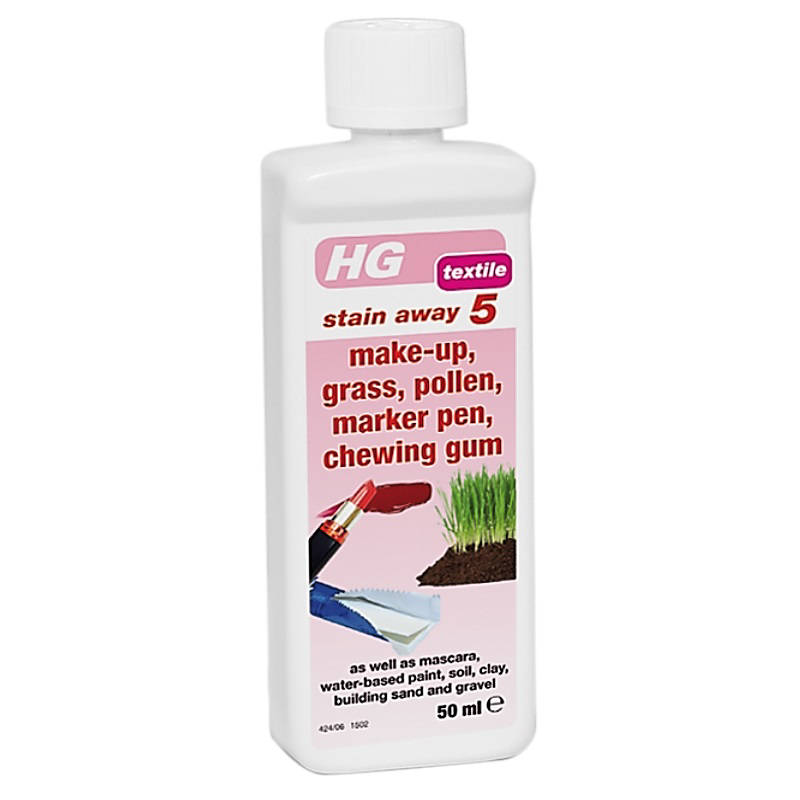 HG
textile
stain away 5
make-up,
grass, pollen,
marker pen,
chewing gum
as well as mascara,
water-based paint, soil, clay,
building sand and gravel
50 ml ℮
424/06 1502